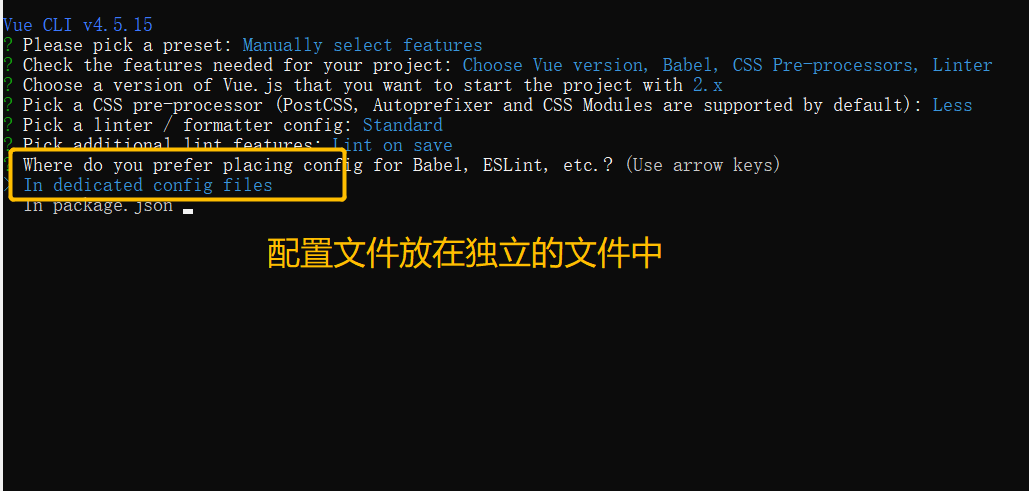 Vue CLI v4.5.15
? Please pick a preset: Manually select features
? Check the features needed for your project: Choose Vue version, Babel, CSS Pre-processors, Linter
? Choose a version of Vue.js that you want to start the project with 2.x
? Pick a CSS pre-processor (PostCSS, Autoprefixer and CSS Modules are supported by default): Less
? Pick a linter / formatter config: Standard
? Pick additional lint features: Lint on save
? Where do you prefer placing config for Babel, ESLint, etc.? (Use arrow keys)
> In dedicated config files
In package.json
配置文件放在独立的文件中